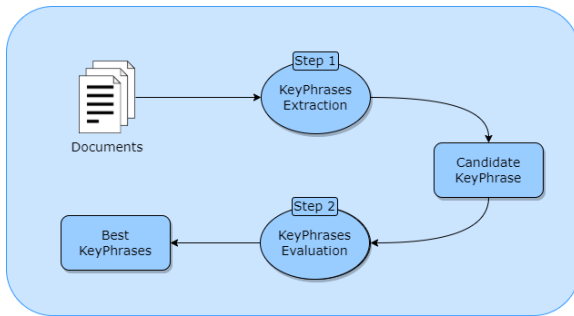 Step 1
KeyPhrases
Extraction
Documents
Candidate
KeyPhrase
Step 2
KeyPhrases
Evaluation
Best
KeyPhrases